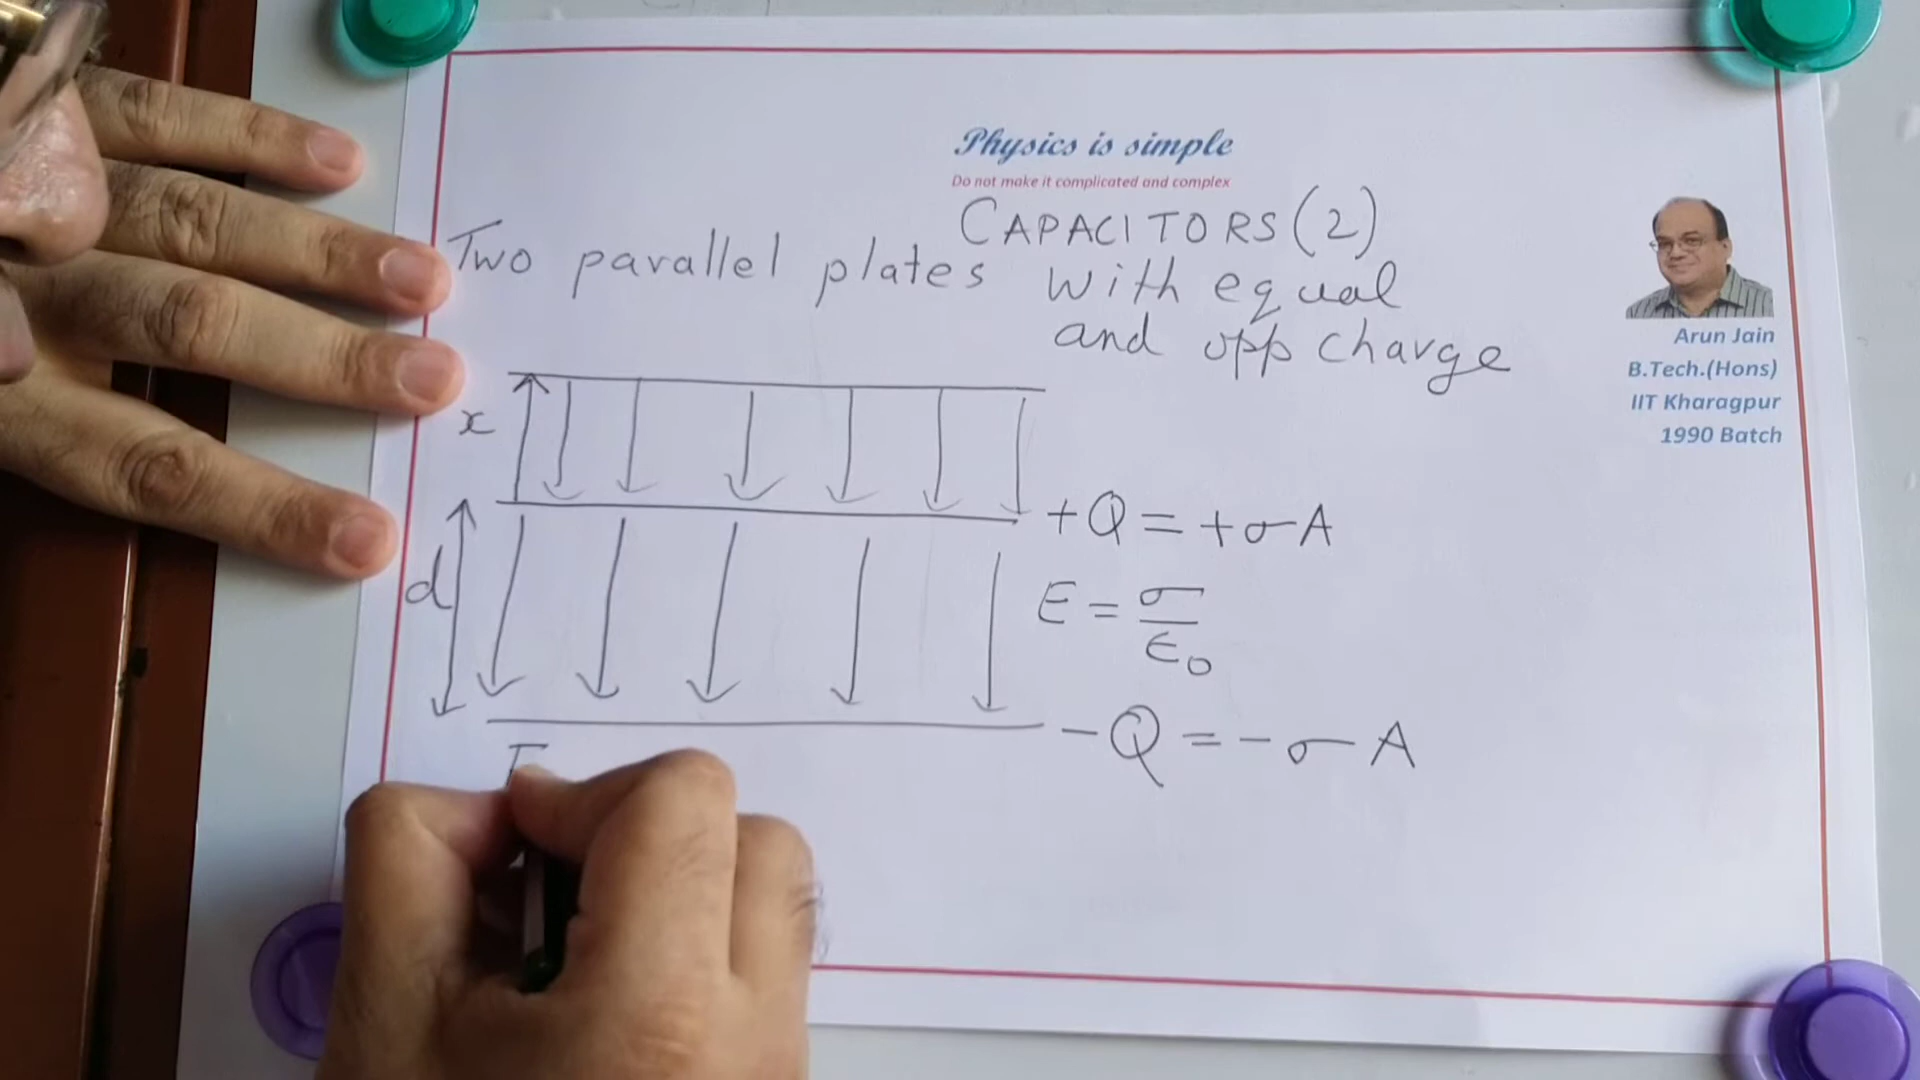 Physics is simple
Do not make it complicated and complex
CAPACITORS (2)
Two parallel plates with equal
and opp charge
Arun Jain
B.Tech.(Hons)
IIT Kharagpur
1990 Batch
x
+Q = +σA
d
E = σ/ε₀
-Q = -σA